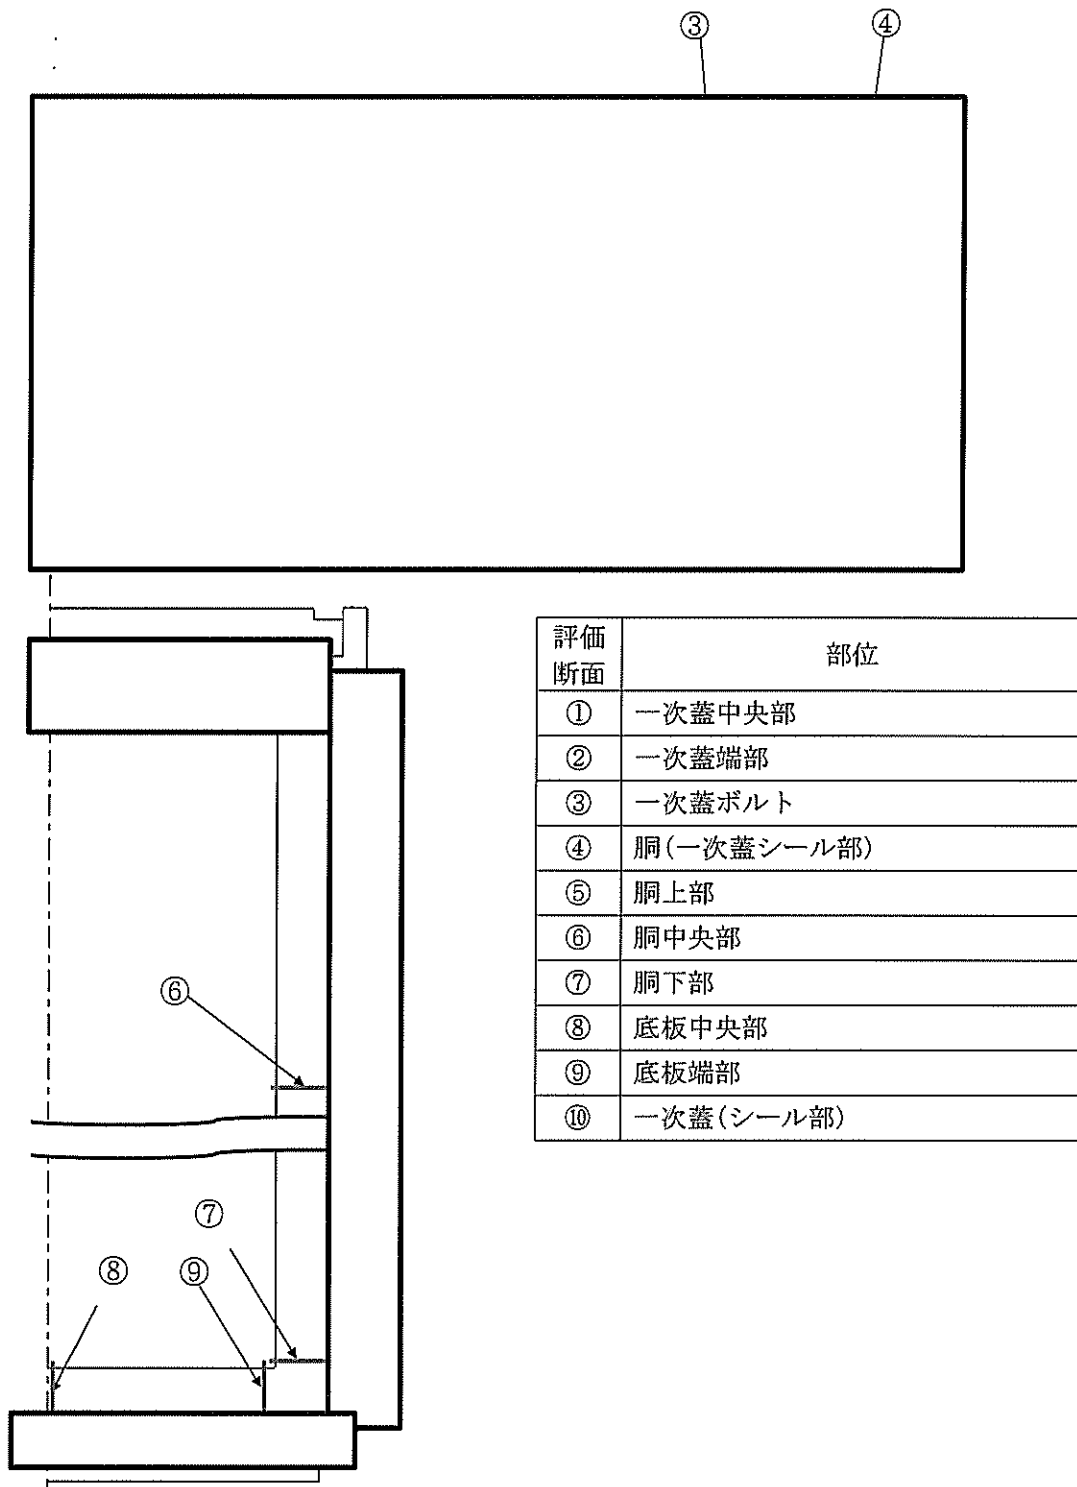 ③ ④
評価
断面 部位
① 一次蓋中央部
② 一次蓋端部
③ 一次蓋ボルト
④ 胴(一次蓋シール部)
⑤ 胴上部
⑥ 胴中央部
⑦ 胴下部
⑧ 底板中央部
⑨ 底板端部
⑩ 一次蓋(シール部)
⑥
⑦
⑧ ⑨